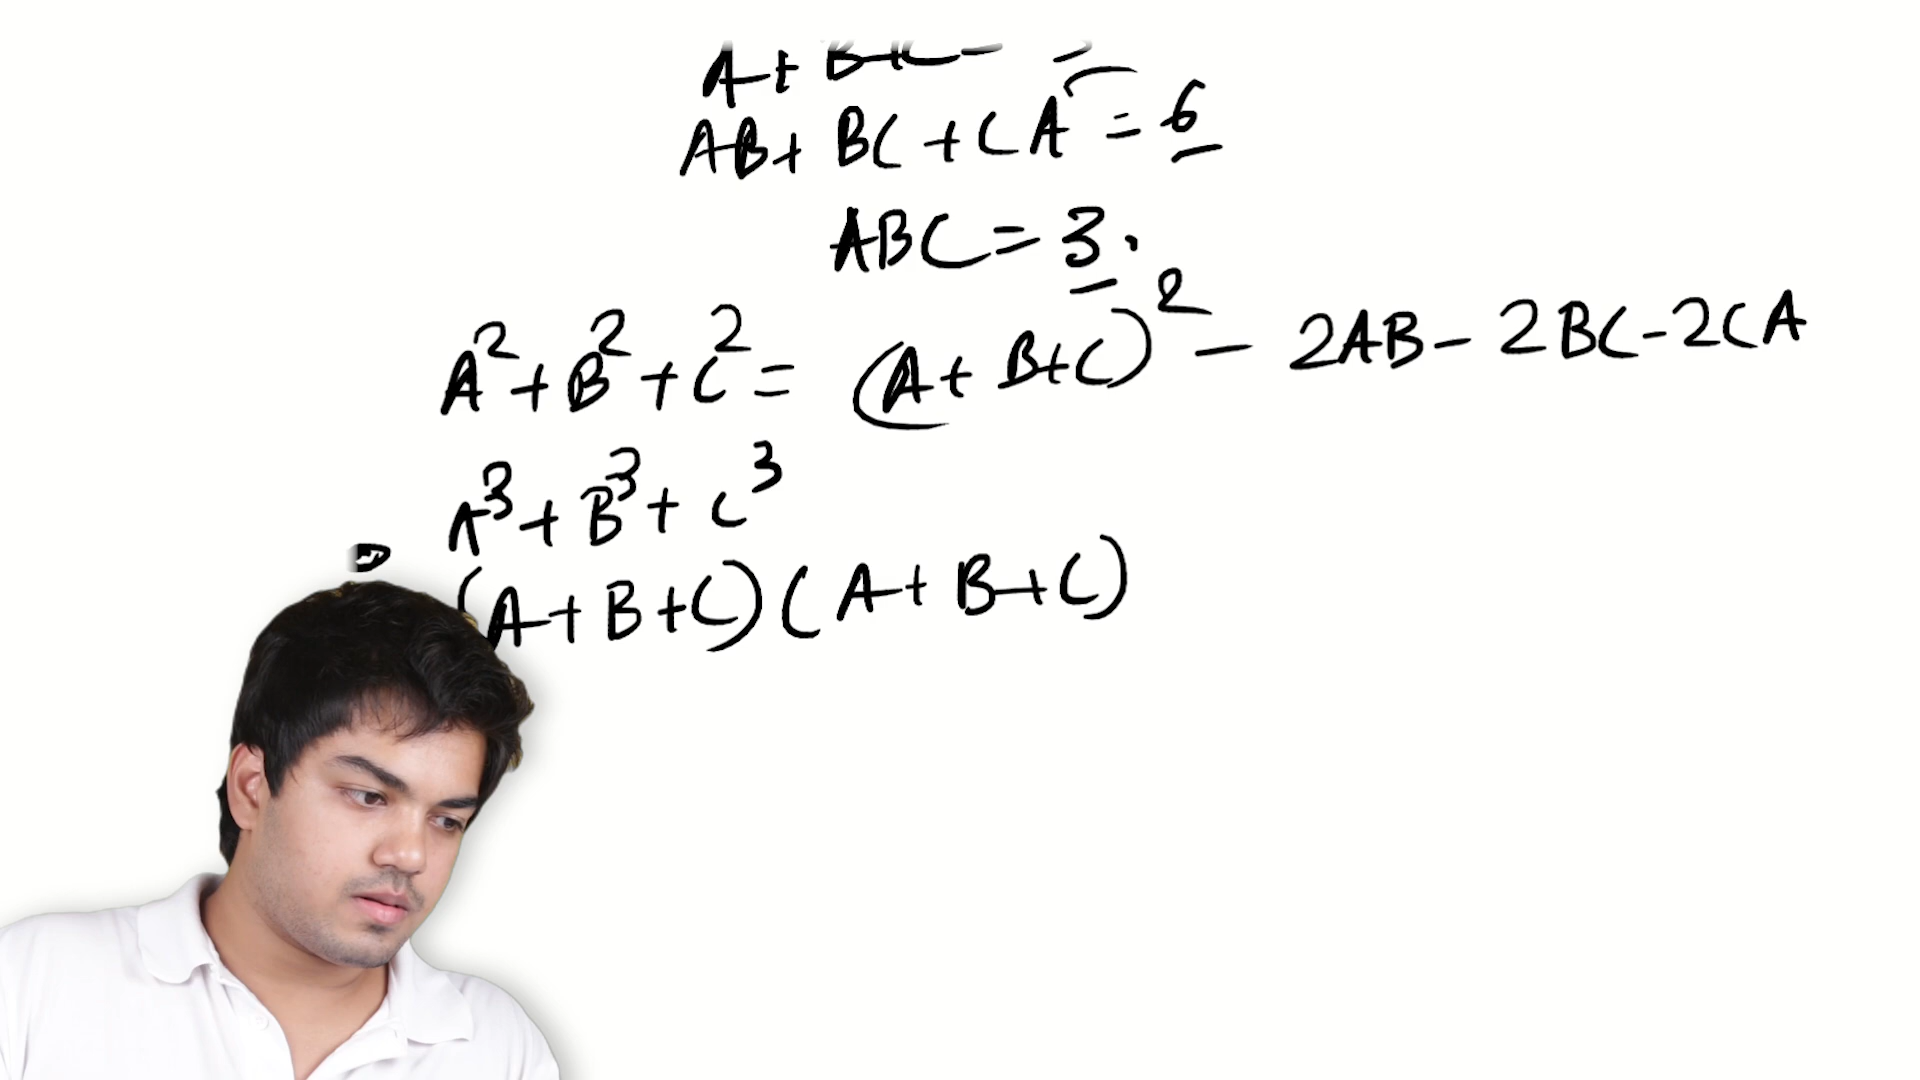 A+B+C=
AB+BC+CA=6
ABC=3.
A²+B²+C²=(A+B+C)²-2AB-2BC-2CA
A³+B³+C³
(A+B+C)(A+B+C)